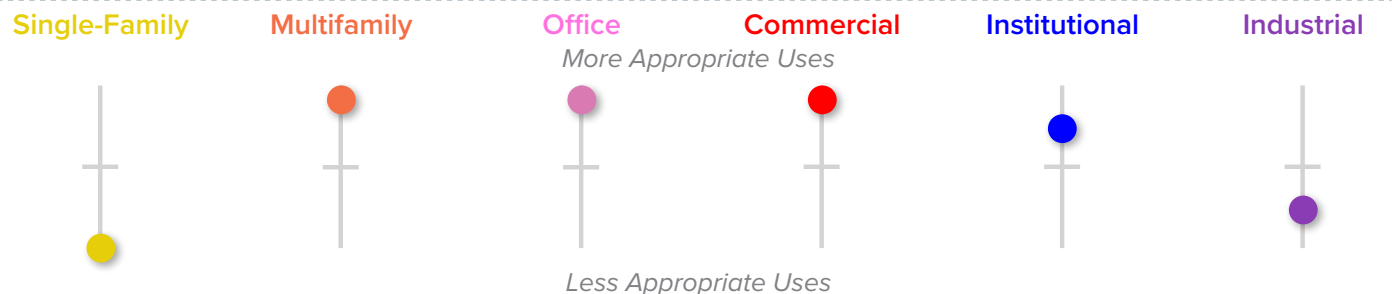 Single-Family Multifamily Office Commercial Institutional Industrial
More Appropriate Uses
Less Appropriate Uses